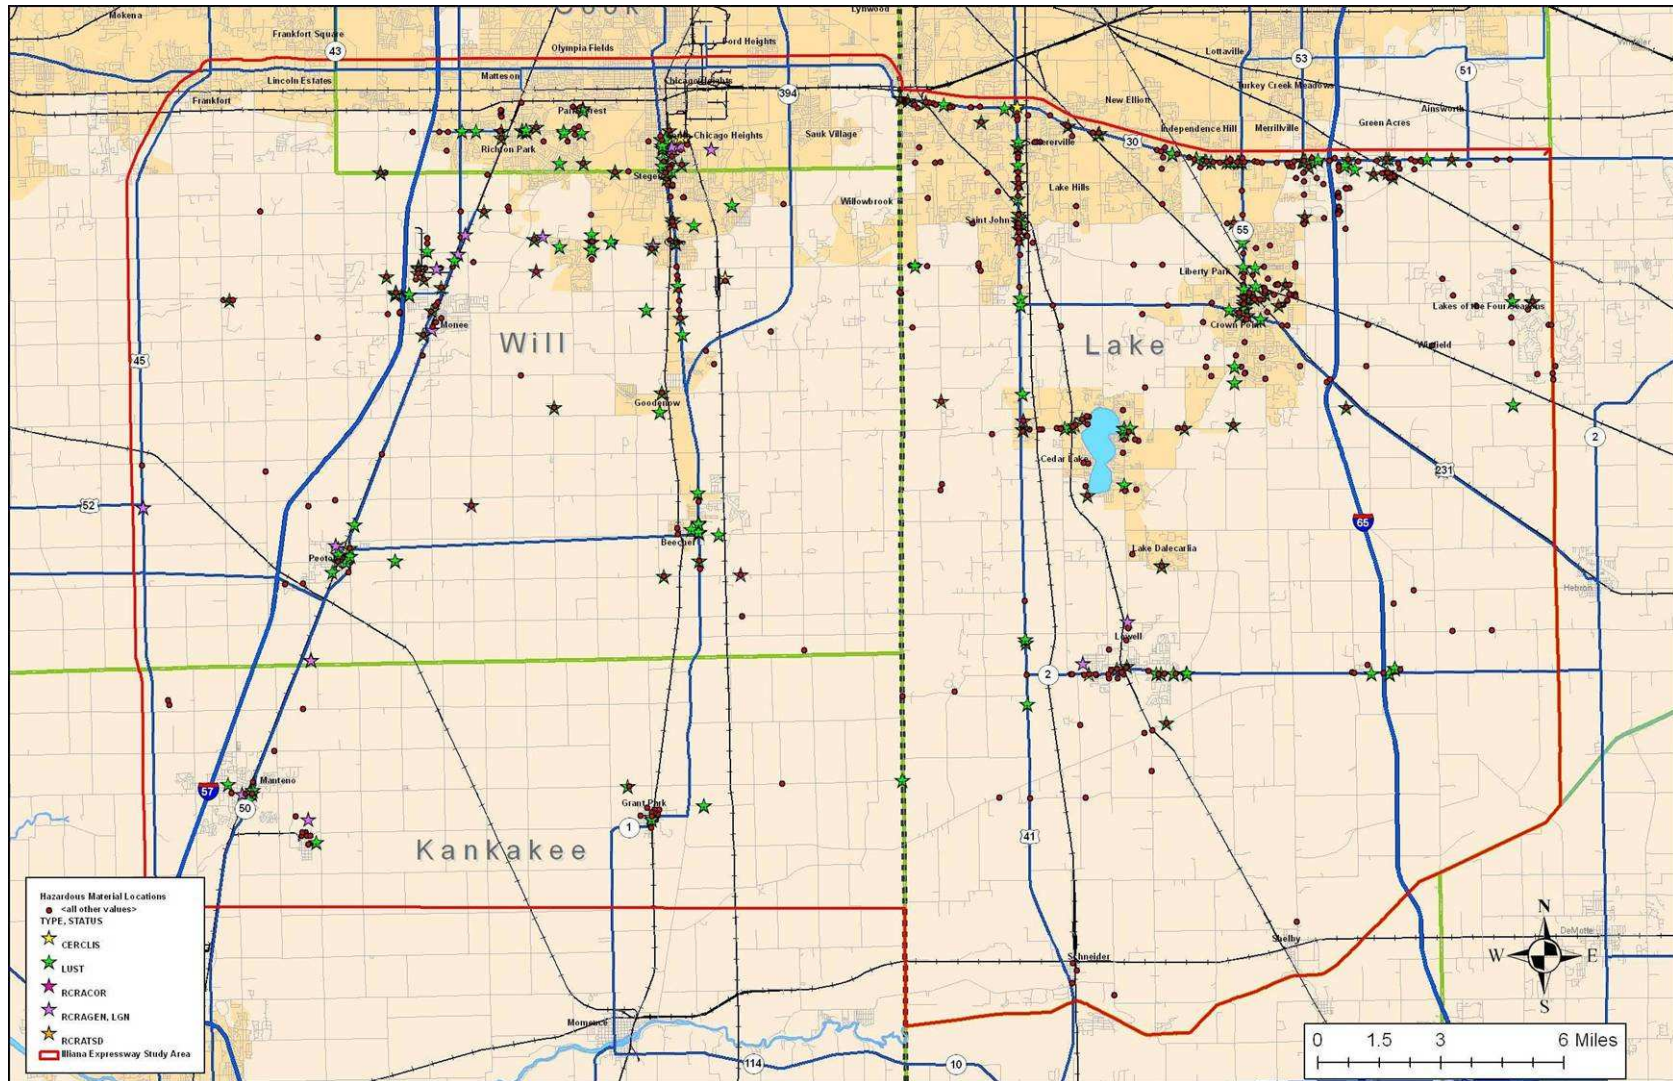 Cook
Lynwood
Mokena
Frankfort Square
43
Olympia Fields
Ford Heights
Lottaville
53
51
Lincoln Estates
Matteson
Chicago Heights
Turkey Creek Meadows
Frankfort
394
New Elliott
Ainsworth
Park Forest
Green Acres
South Chicago Heights
Sauk Village
30
Independence Hill
Merrillville
Richton Park
Schererville
Steger
Willowbrook
Lake Hills
Saint John
55
Liberty Park
Lakes of the Four Seasons
Monee
Crown Point
Will
Lake
Winfield
45
Goodenow
2
Cedar Lake
231
52
65
Beecher
Peotone
Lake Dalecarlia
Hebron
Lowell
2
57
Manteno
50
Grant Park
1
41
Kankakee
Hazardous Material Locations
<all other values>
TYPE, STATUS
CERCLIS
LUST
RCRACOR
RCRAGEN, LGN
RCRATSD
Illiana Expressway Study Area
N
W E
S
DeMotte
Shelby
Schneider
Momence
0 1.5 3 6 Miles
114
10